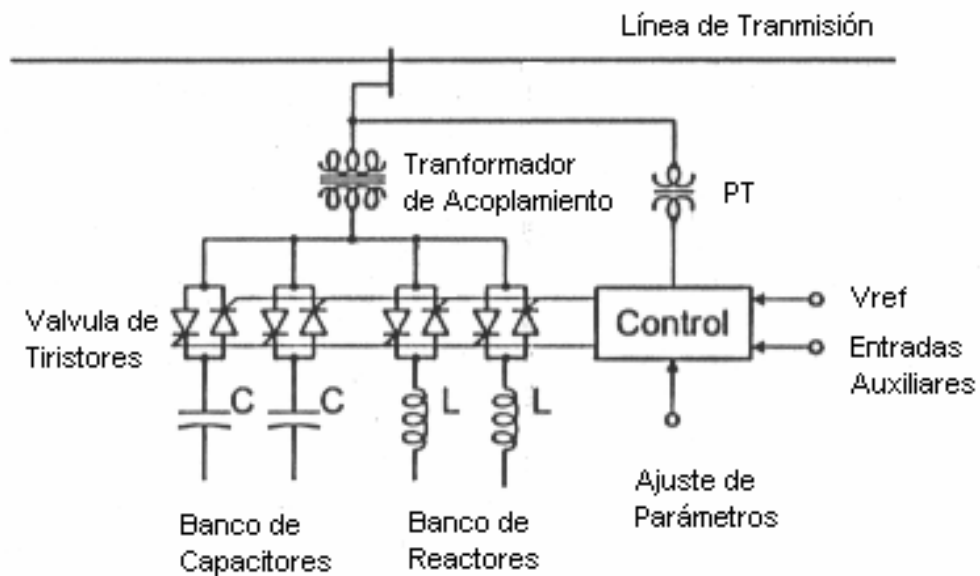 Línea de Tranmisión
Tranformador
de Acoplamiento
PT
Valvula de
Tiristores
Control
Vref
Entradas
Auxiliares
C
C
L
L
Ajuste de
Parámetros
Banco de
Capacitores
Banco de
Reactores